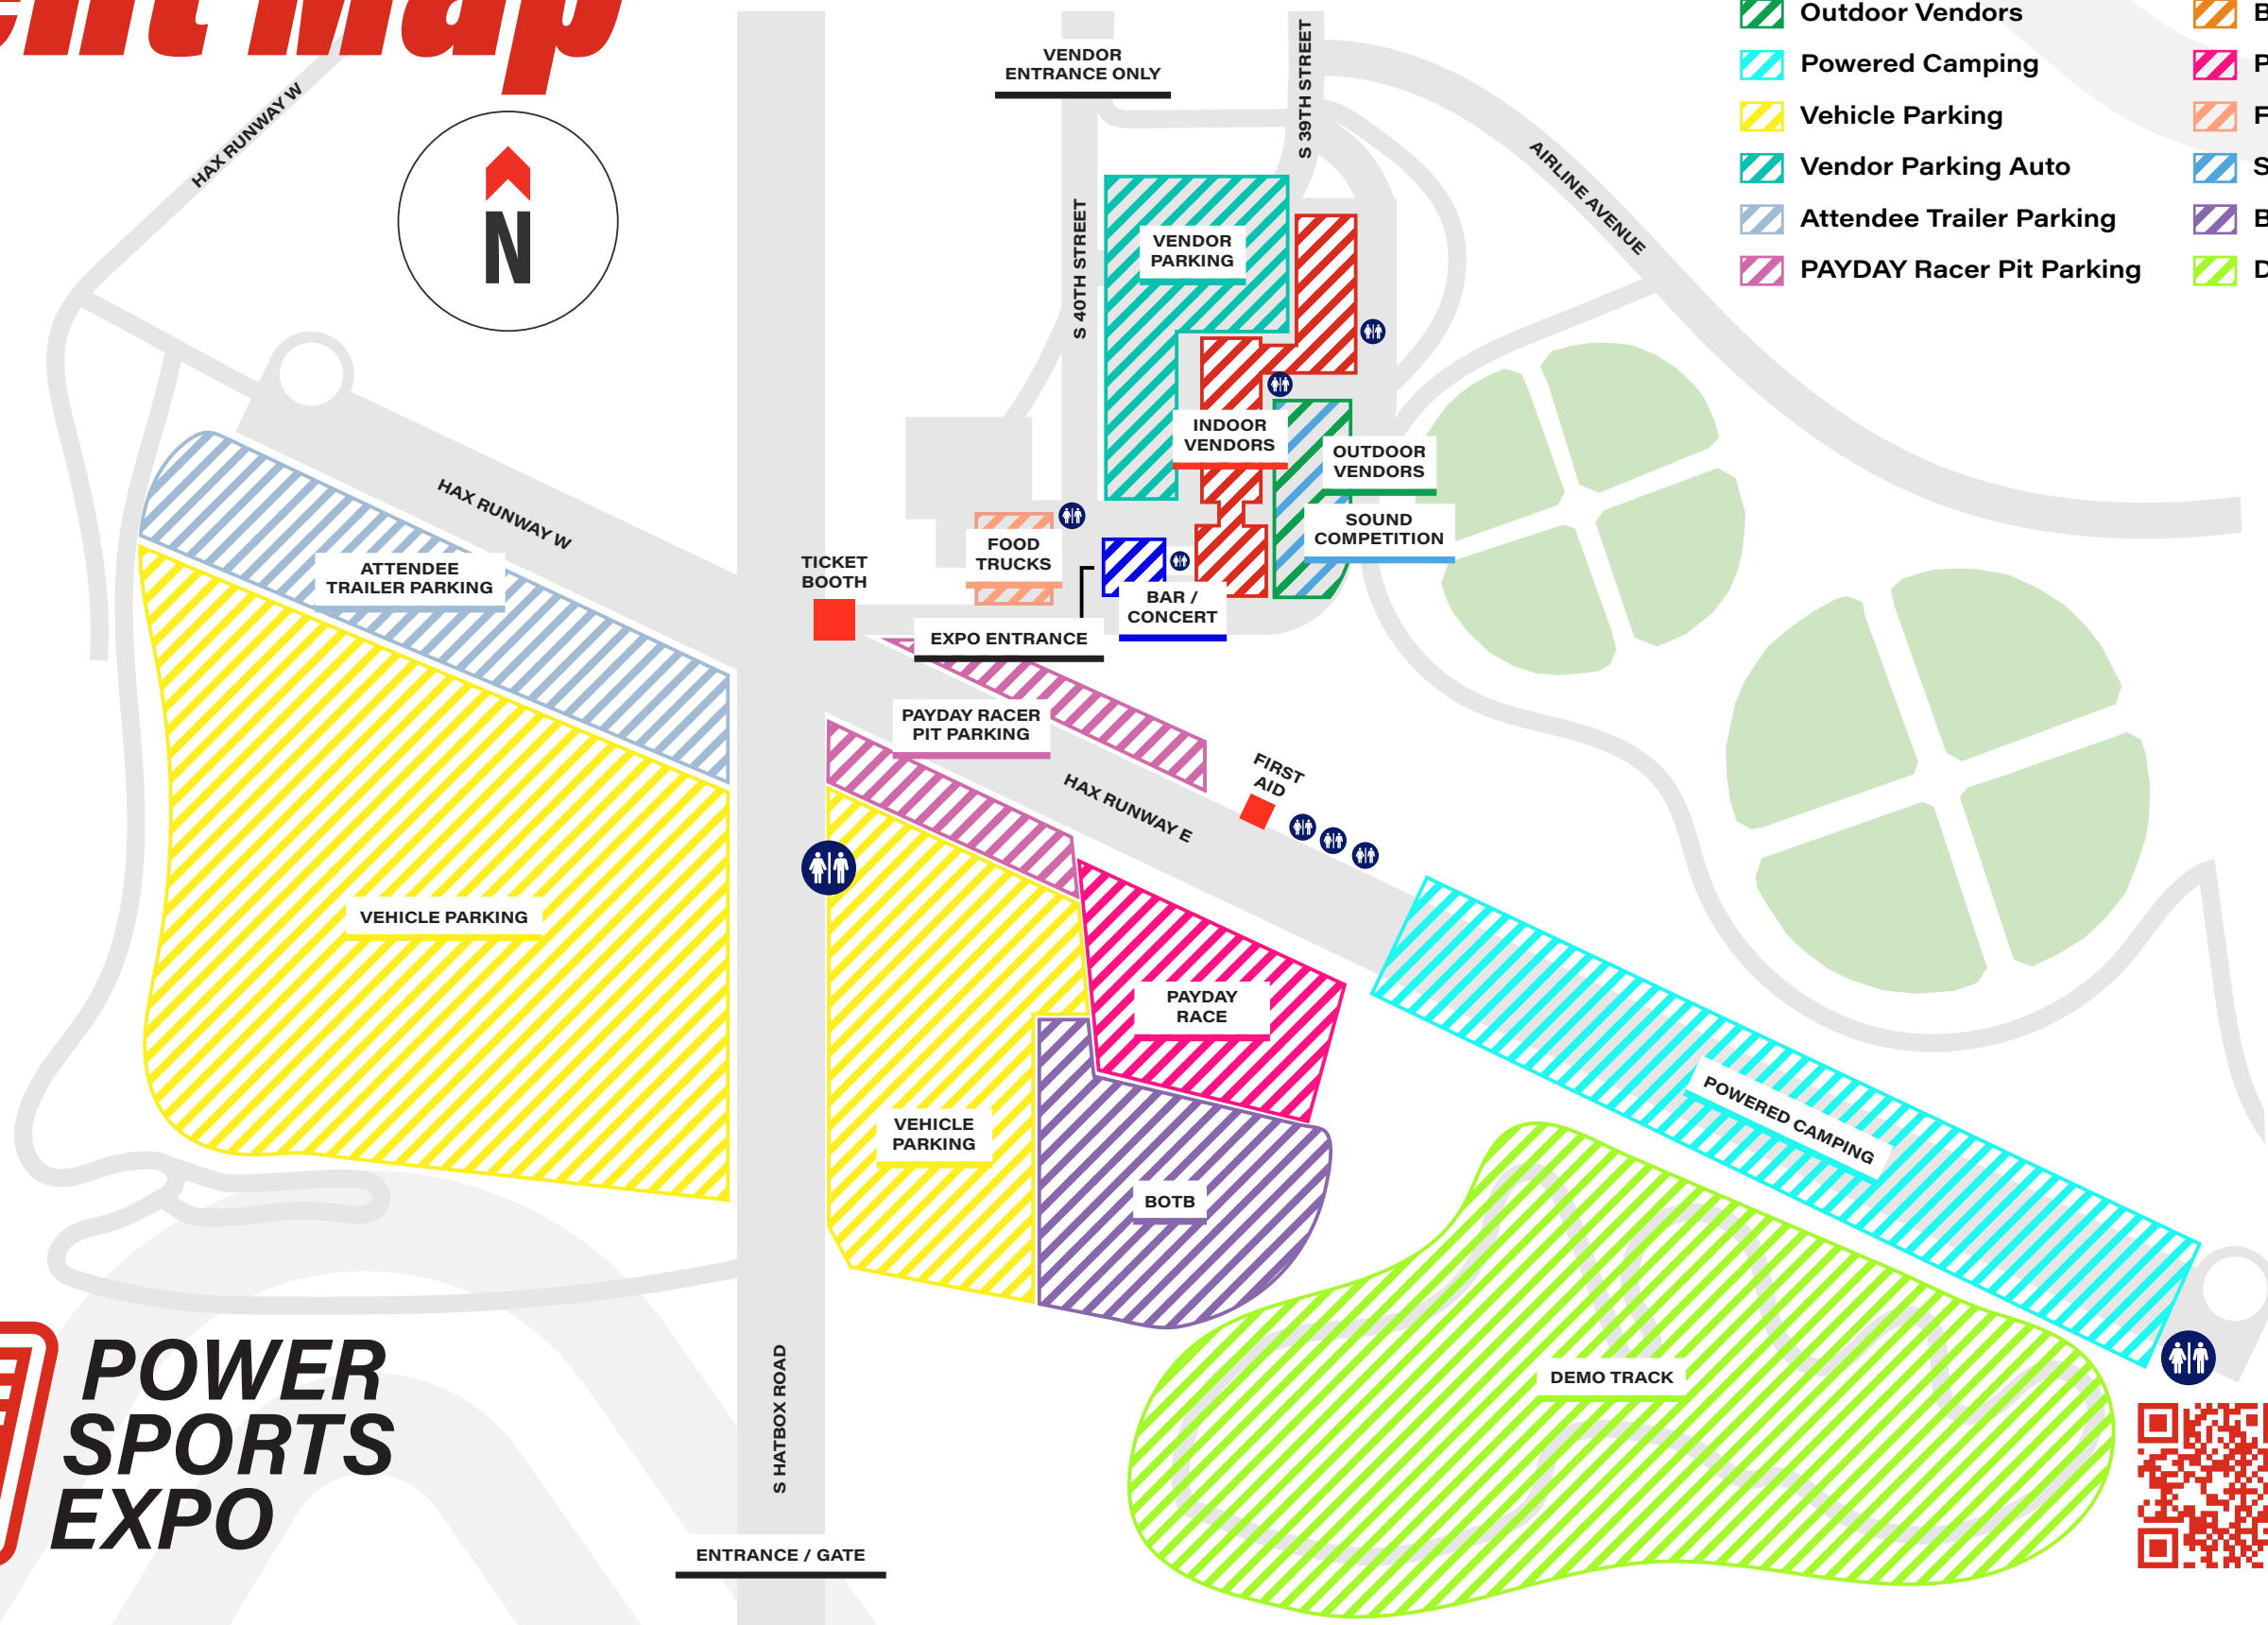 Map
Outdoor Vendors
Powered Camping
Vehicle Parking
Vendor Parking Auto
Attendee Trailer Parking
PAYDAY Racer Pit Parking
HAX RUNWAY W
N
VENDOR
ENTRANCE ONLY
S 39TH STREET
AIRLINE AVENUE
S 40TH STREET
VENDOR
PARKING
INDOOR
VENDORS
OUTDOOR
VENDORS
SOUND
COMPETITION
HAX RUNWAY W
FOOD
TRUCKS
TICKET
BOOTH
BAR /
CONCERT
EXPO ENTRANCE
ATTENDEE
TRAILER PARKING
PAYDAY RACER
PIT PARKING
HAX RUNWAY E
FIRST
AID
VEHICLE PARKING
PAYDAY
RACE
POWERED CAMPING
VEHICLE
PARKING
BOTB
DEMO TRACK
S HATBOX ROAD
POWER
SPORTS
EXPO
ENTRANCE / GATE